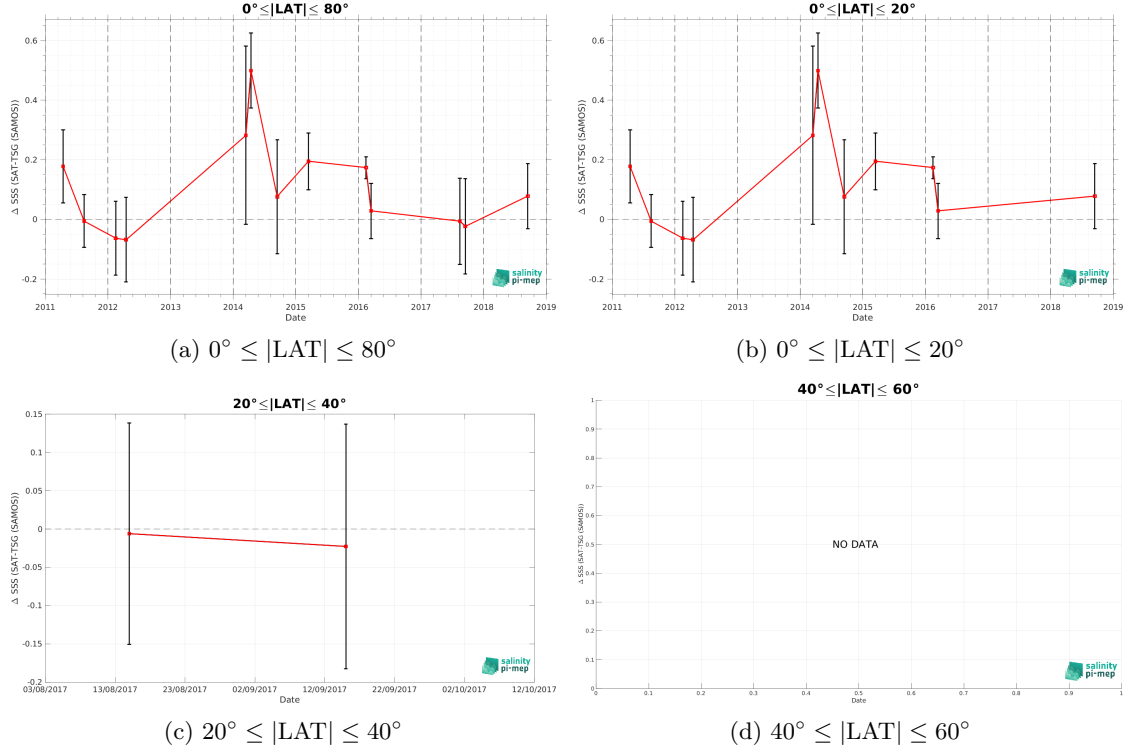 0°≤|LAT|≤ 80°
Δ SSS (SAT-TSG (SAMOS))
0.6
0.4
0.2
0
-0.2
2011 2012 2013 2014 2015 2016 2017 2018 2019
Date
salinity
pi-mep
(a) 0° ≤ |LAT| ≤ 80°
0°≤|LAT|≤ 20°
Δ SSS (SAT-TSG (SAMOS))
0.6
0.4
0.2
0
-0.2
2011 2012 2013 2014 2015 2016 2017 2018 2019
Date
salinity
pi-mep
(b) 0° ≤ |LAT| ≤ 20°
20°≤|LAT|≤ 40°
Δ SSS (SAT-TSG (SAMOS))
0.15
0.1
0.05
0
-0.05
-0.1
-0.15
-0.2
03/08/2017 13/08/2017 23/08/2017 02/09/2017 12/09/2017 22/09/2017 02/10/2017 12/10/2017
Date
salinity
pi-mep
(c) 20° ≤ |LAT| ≤ 40°
40°≤|LAT|≤ 60°
Δ SSS (SAT-TSG (SAMOS))
1
0.9
0.8
0.7
0.6
0.5
0.4
0.3
0.2
0.1
0
NO DATA
0 0.1 0.2 0.3 0.4 0.5 0.6 0.7 0.8 0.9 1
Date
salinity
pi-mep
(d) 40° ≤ |LAT| ≤ 60°